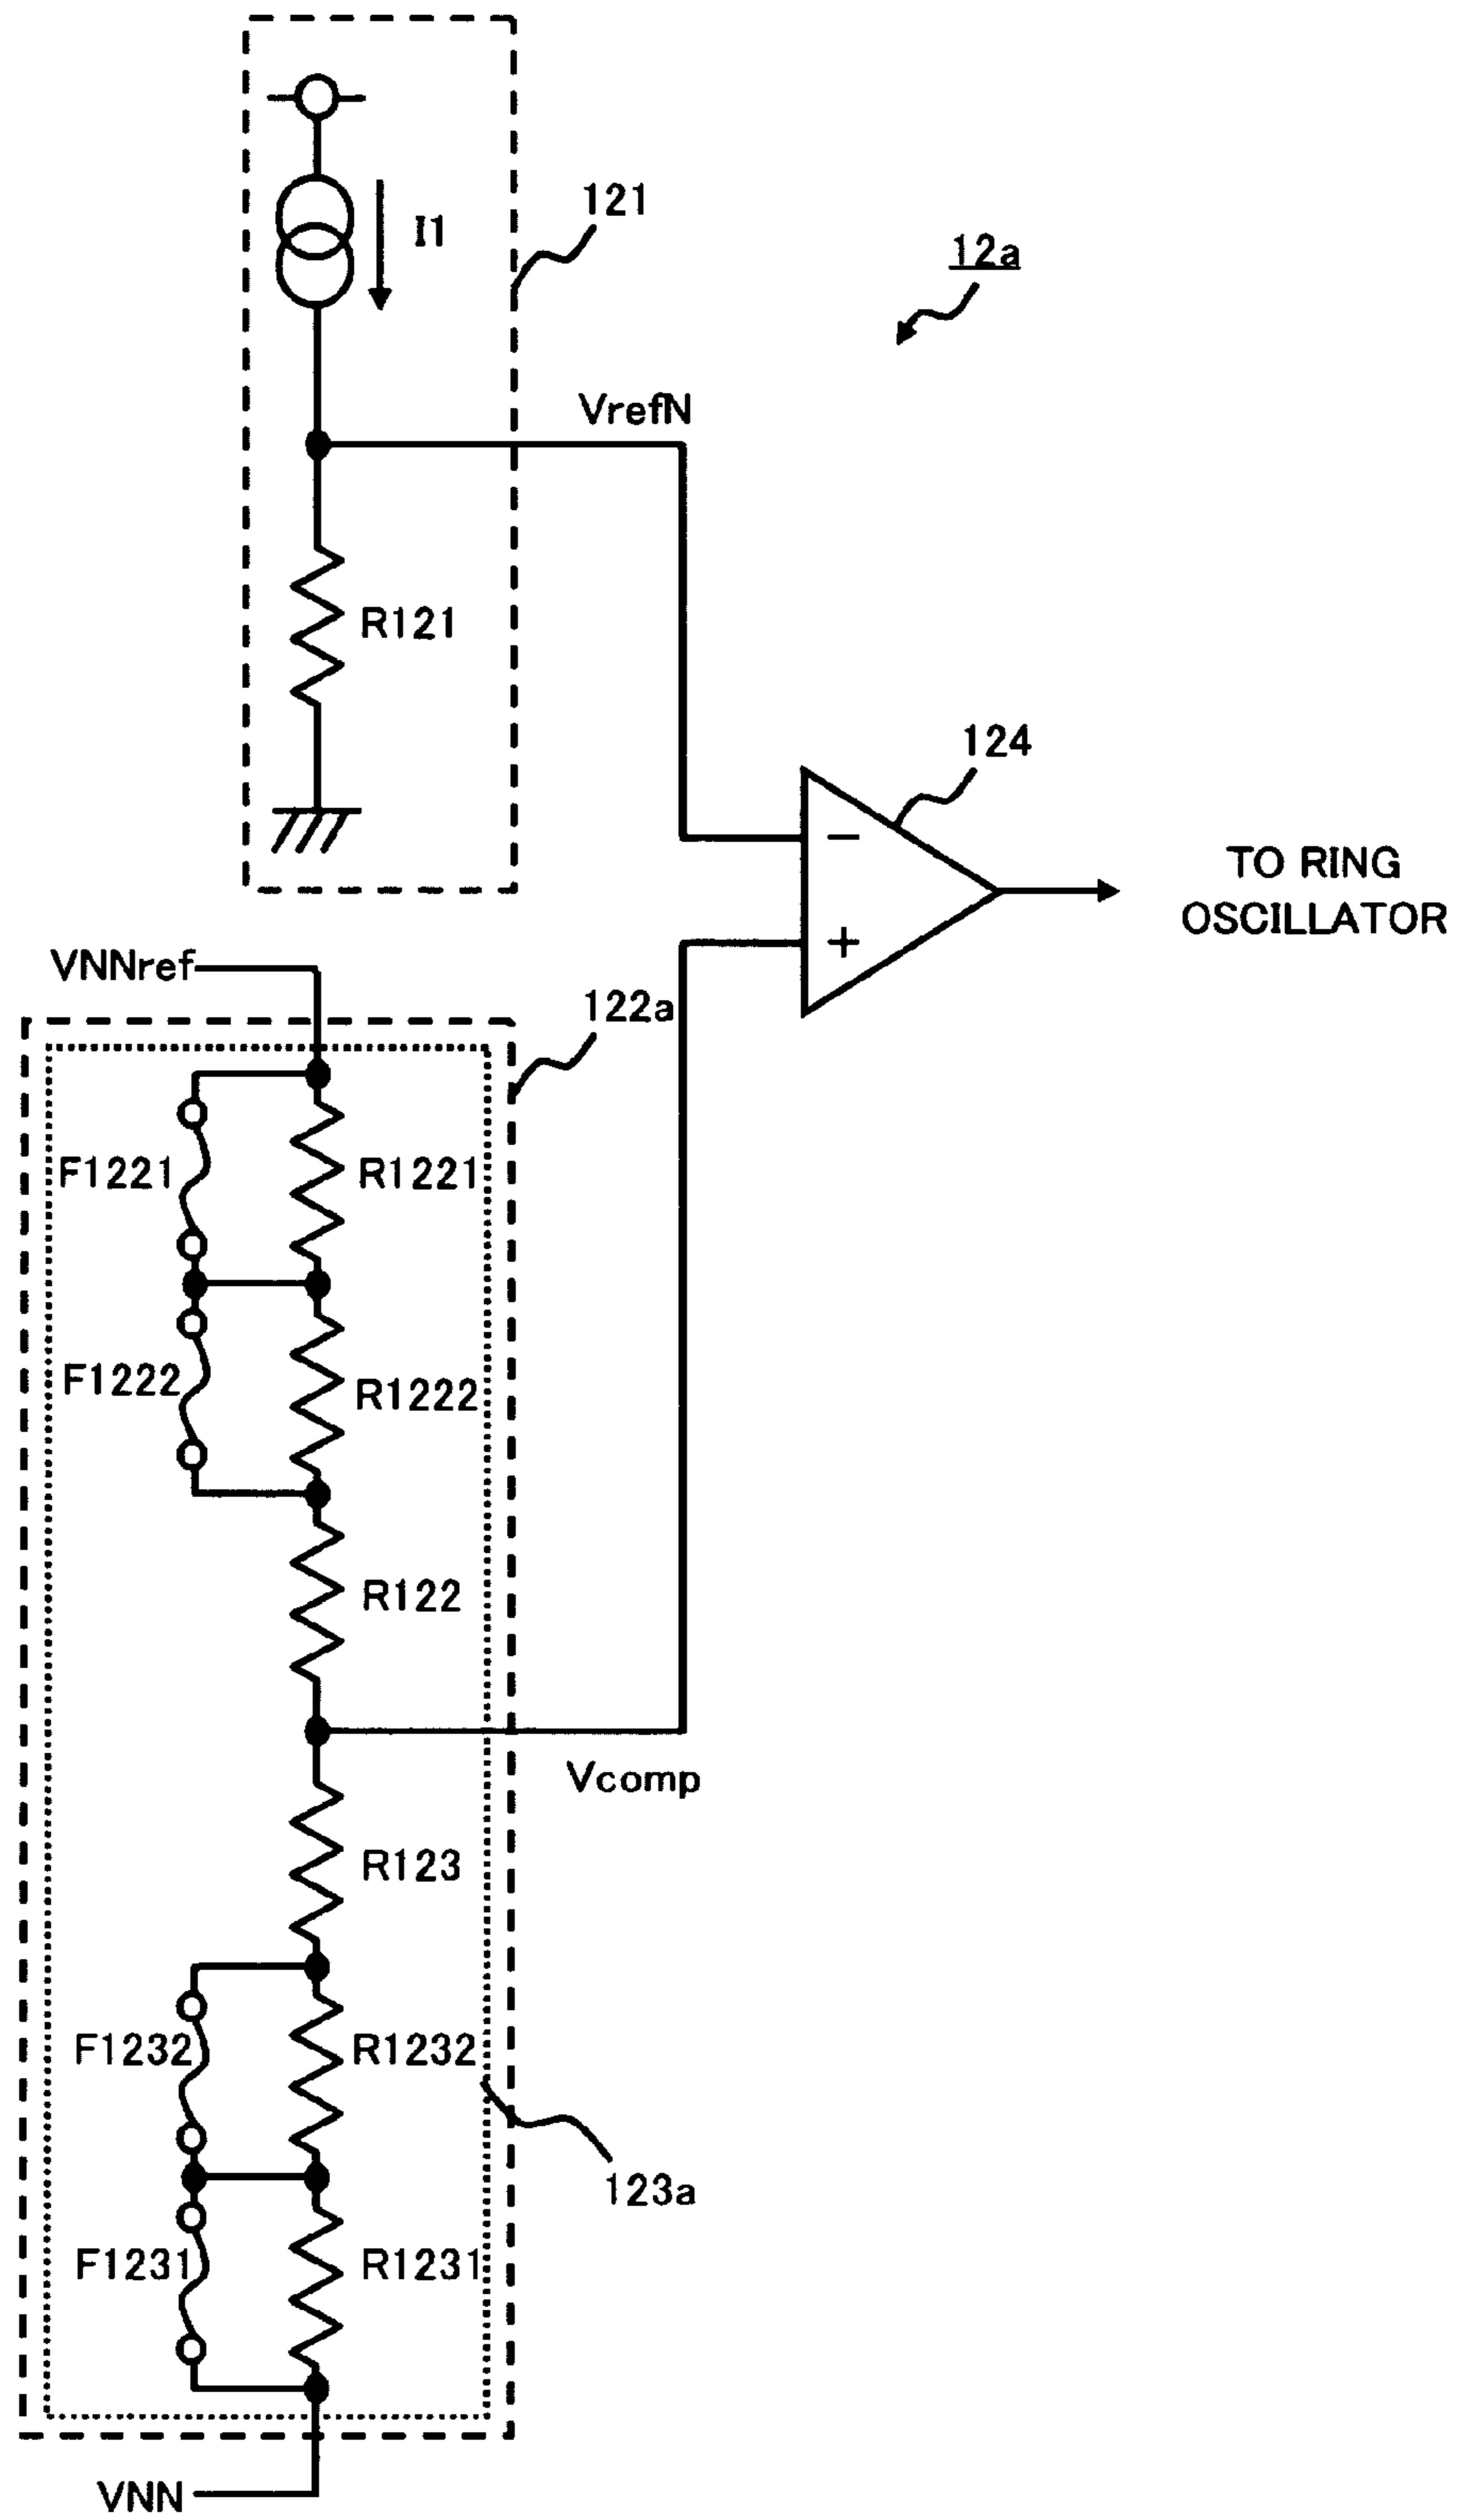 I1
121
12a
VrefN
R121
124
TO RING
OSCILLATOR
−
+
VNNref
122a
F1221
R1221
F1222
R1222
R122
Vcomp
R123
F1232
R1232
123a
F1231
R1231
VNN